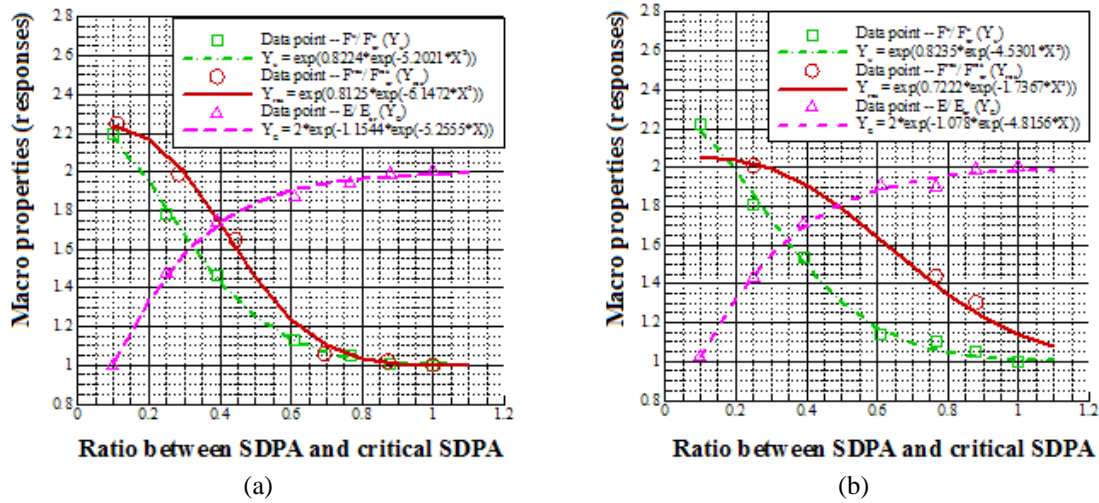 2.8
2.6
2.4
2.2
2
1.8
1.6
1.4
1.2
1
0.8
0
0.2
0.4
0.6
0.8
1
1.2
Macro properties (responses)
Ratio between SDPA and critical SDPA
Data point --
= exp(0.8224*exp(-5.2021*X²))
Data point --
= exp(0.8125*exp(-6.1472*X²))
Data point -- E/
= 2*exp(-1.1544*exp(-5.2555*X))
(a)
2.8
2.6
2.4
2.2
2
1.8
1.6
1.4
1.2
1
0.8
0
0.2
0.4
0.6
0.8
1
1.2
Macro properties (responses)
Ratio between SDPA and critical SDPA
Data point --
= exp(0.8235*exp(-4.5301*X²))
Data point --
= exp(0.7222*exp(-1.7367*X²))
Data point -- E/
= 2*exp(-1.078*exp(-4.8156*X))
(b)